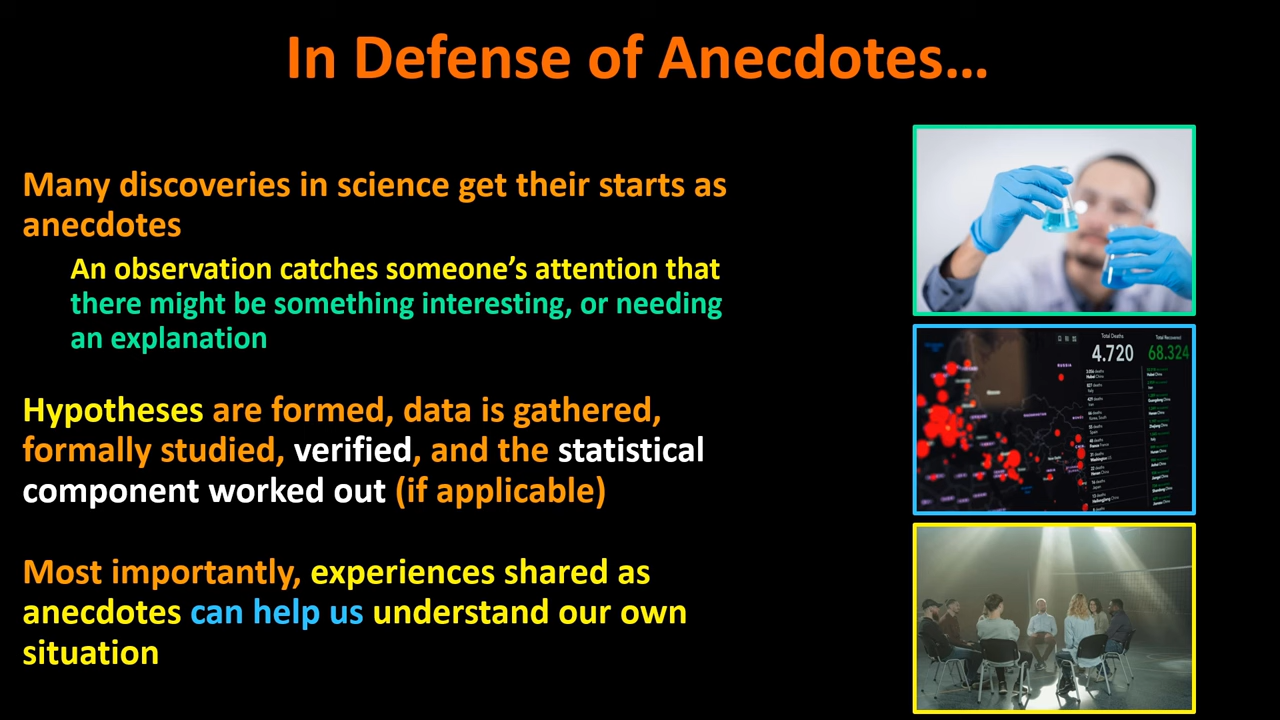 In Defense of Anecdotes...
Many discoveries in science get their starts as
anecdotes
An observation catches someone’s attention that
there might be something interesting, or needing
an explanation
Hypotheses are formed, data is gathered,
formally studied, verified, and the statistical
component worked out (if applicable)
Most importantly, experiences shared as
anecdotes can help us understand our own
situation
Total Deaths
4.720
Total Recovered
68.324
RUSSIA